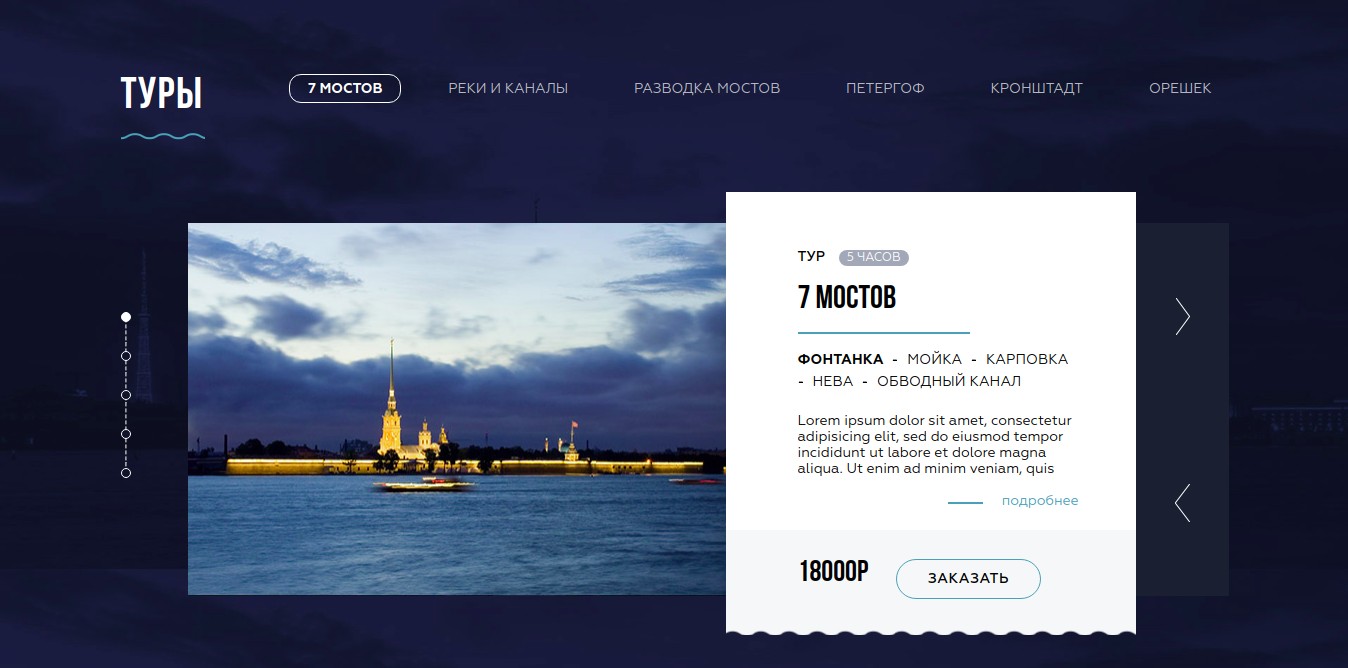 ТУРЫ
7 МОСТОВ
РЕКИ И КАНАЛЫ
РАЗВОДКА МОСТОВ
ПЕТЕРГОФ
КРОНШТАДТ
ОРЕШЕК
ТУР 5 ЧАСОВ
7 МОСТОВ
ФОНТАНКА - МОЙКА - КАРПОВКА
- НЕВА - ОБВОДНЫЙ КАНАЛ
Lorem ipsum dolor sit amet, consectetur
adipisicing elit, sed do eiusmod tempor
incididunt ut labore et dolore magna
aliqua. Ut enim ad minim veniam, quis
подробнее
18000Р
ЗАКАЗАТЬ